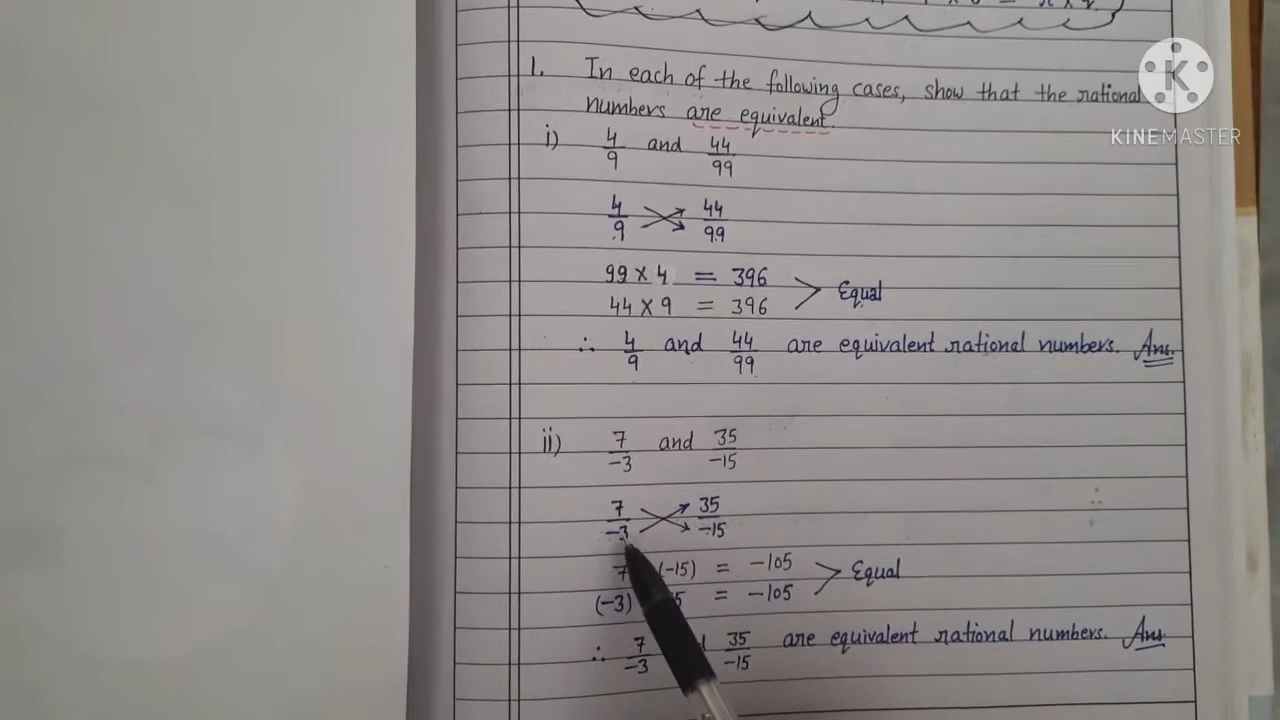 1. In each of the following cases, show that the rational
numbers are equivalent.
K
KINEMASTER
i) 4/9 and 44/99
4/9 44/99
99 × 4 = 396
44 × 9 = 396 > Equal
∴ 4/9 and 44/99 are equivalent rational numbers. Ans.
ii) 7/-3 and 35/-15
7/-3 35/-15
7 (-15) = -105
(-3) 5 = -105 > Equal
∴ 7/-3 35/-15 are equivalent rational numbers. Ans